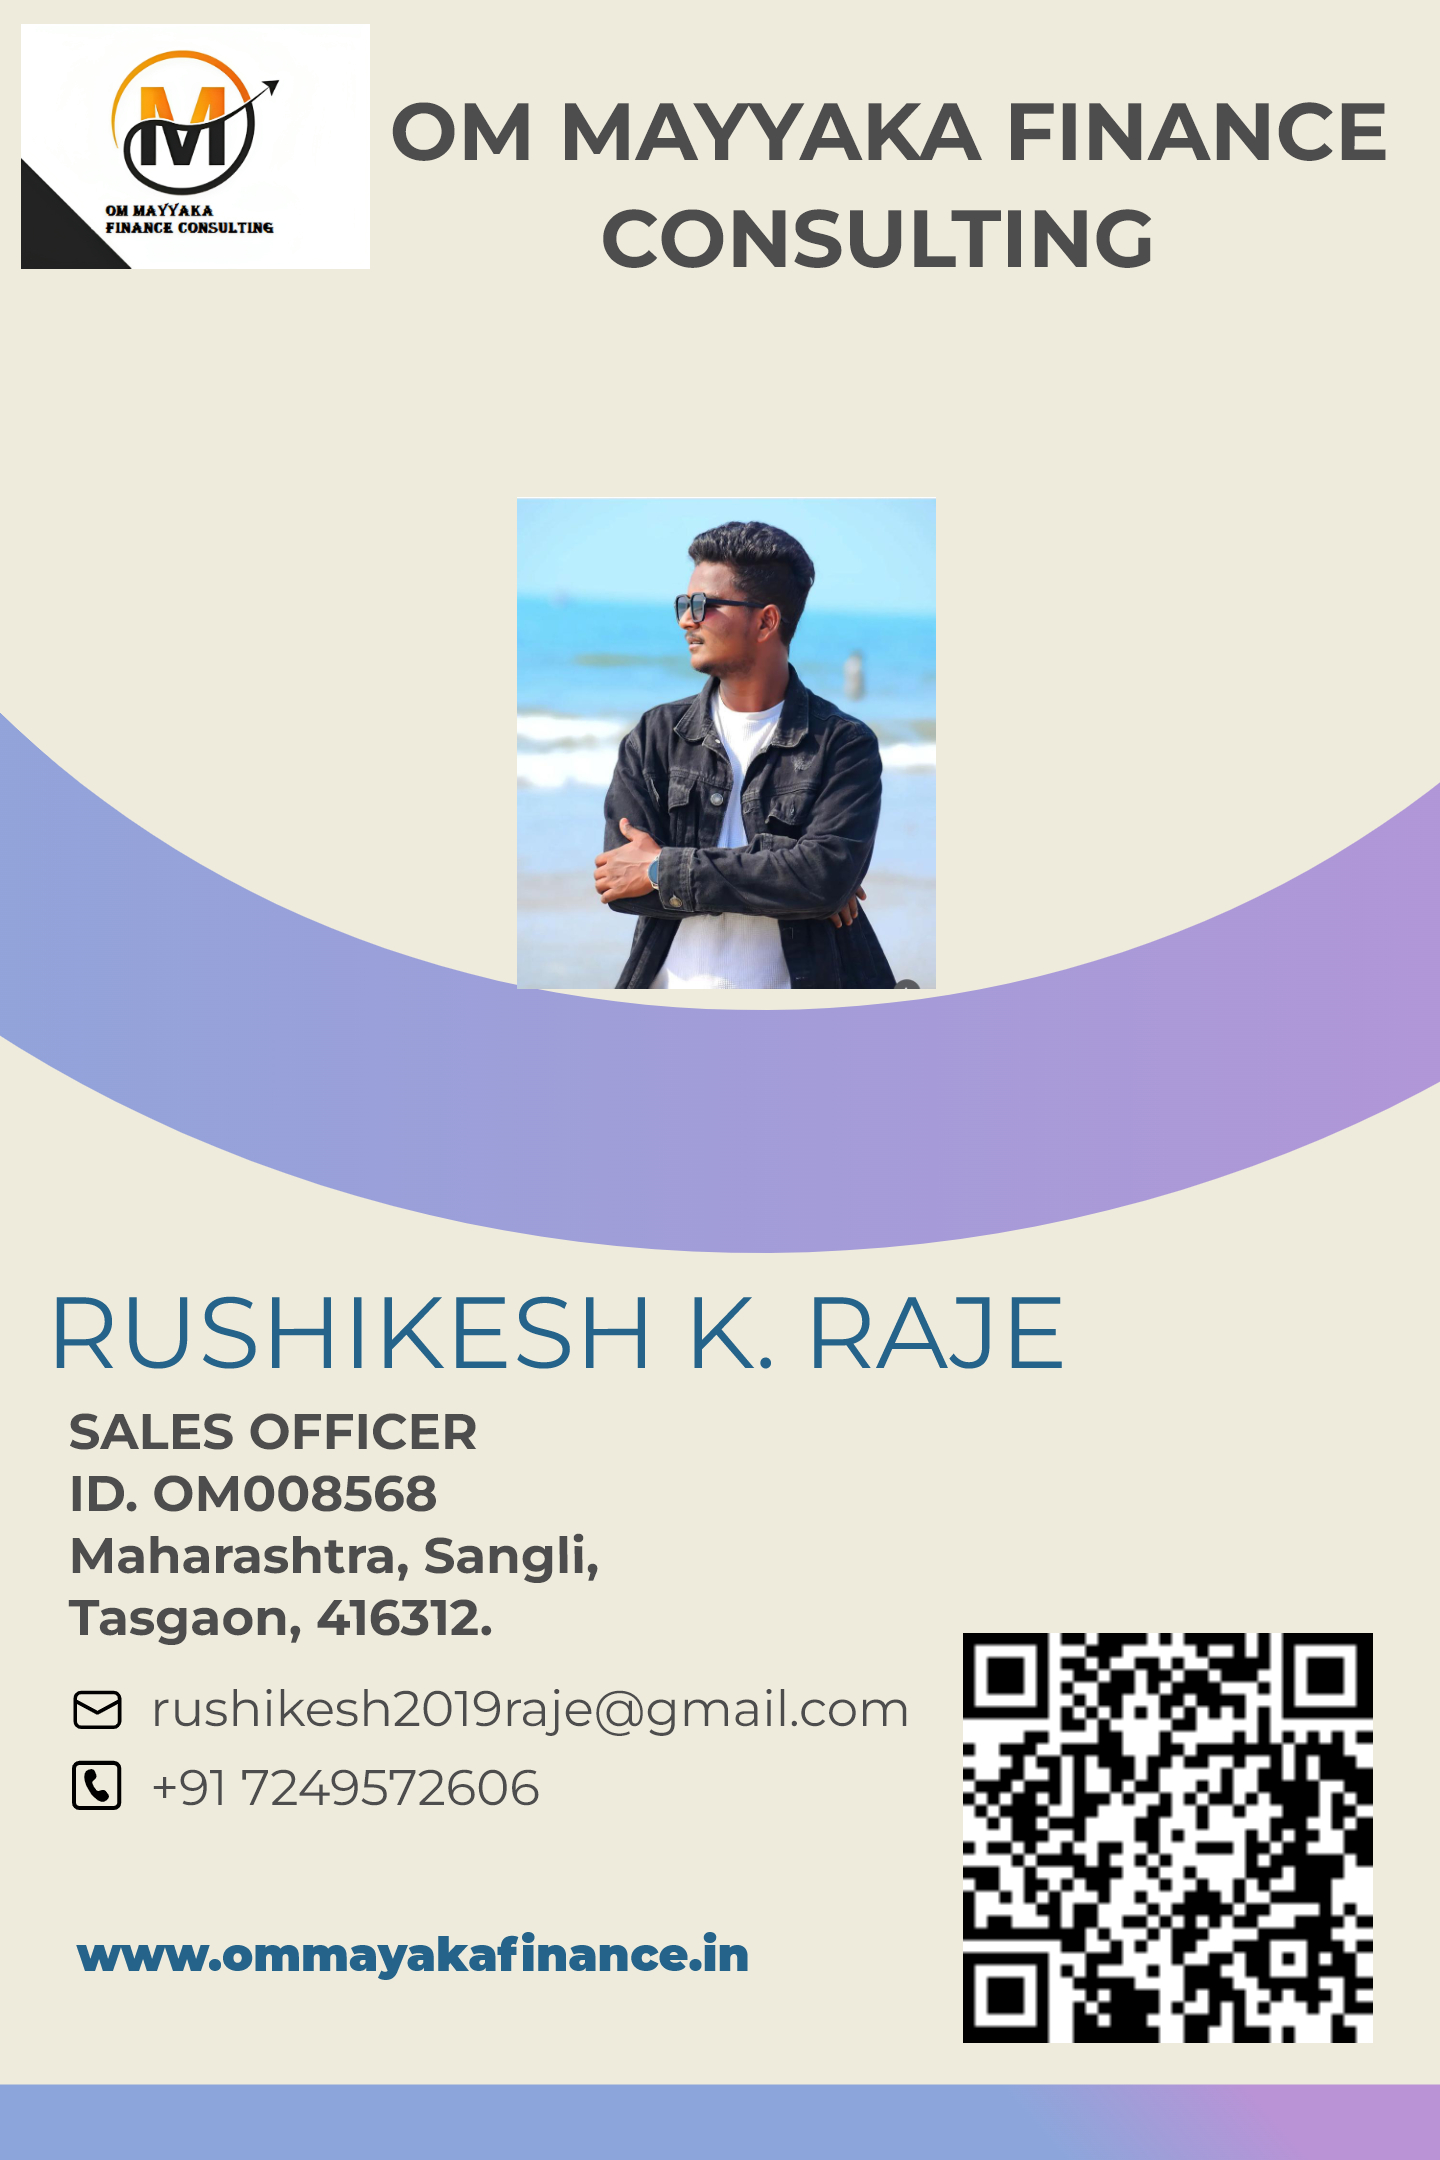 OM MAYYAKA
FINANCE CONSULTING
OM MAYYAKA FINANCE
CONSULTING
RUSHIKESH K. RAJE
SALES OFFICER
ID. OM008568
Maharashtra, Sangli,
Tasgaon, 416312.
rushikesh2019raje@gmail.com
+91 7249572606
www.ommayakafinance.in